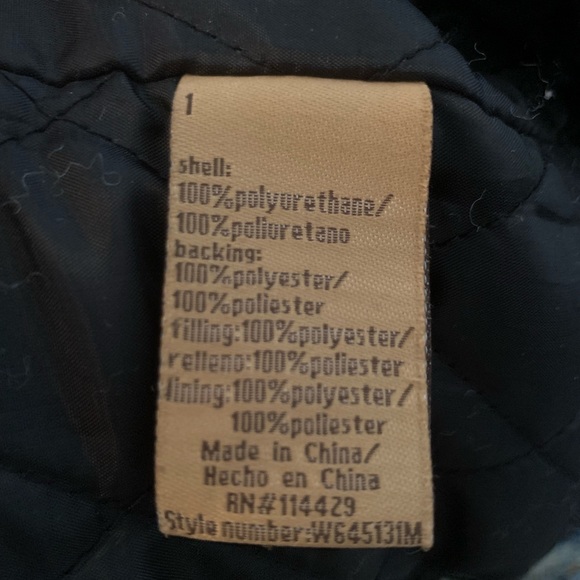 1
shell:
100%polyurethane/
100%poliuretano
backing:
100%polyester/
100%poliester
filling:100%polyester/
relleno:100%poliester
lining:100%polyester/
100%poliester
Made in China/
Hecho en China
RN#114429
Style number:W645131M